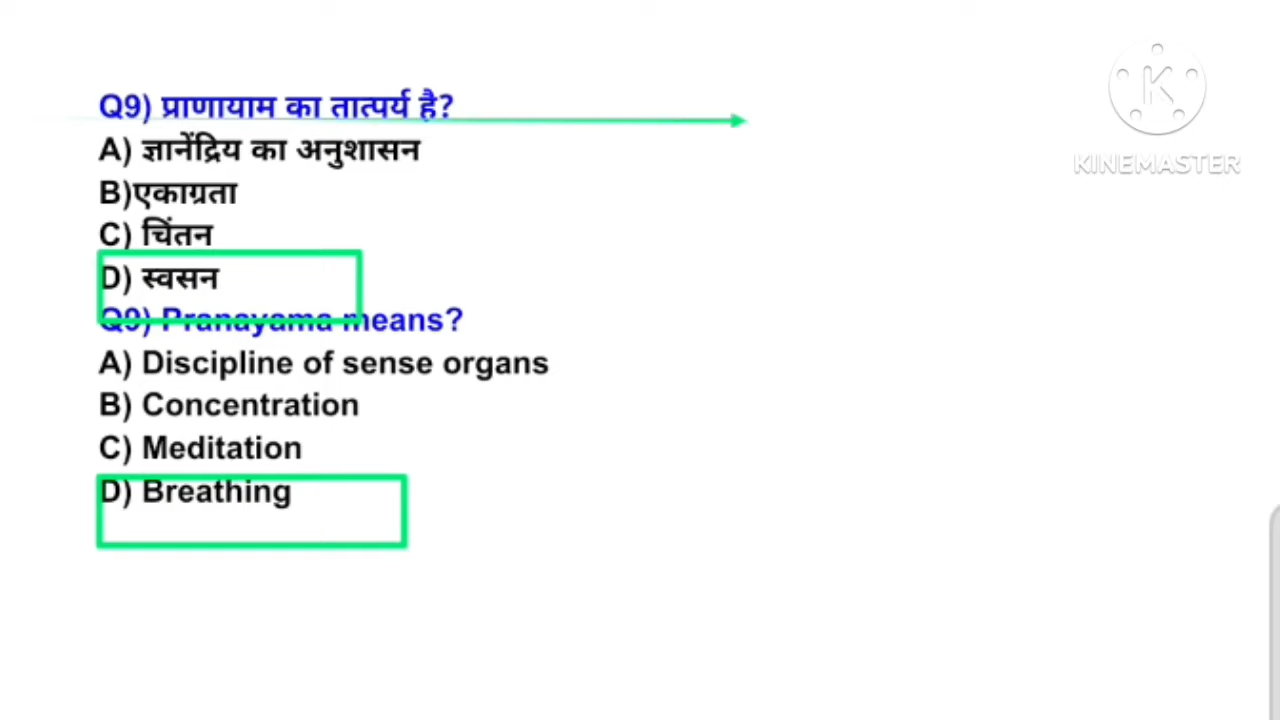 Q9) प्राणायाम का तात्पर्य है?
A) ज्ञानेंद्रिय का अनुशासन
B)एकाग्रता
C) चिंतन
D) स्वसन
Q9) Pranayama means?
A) Discipline of sense organs
B) Concentration
C) Meditation
D) Breathing
K
KINEMASTER